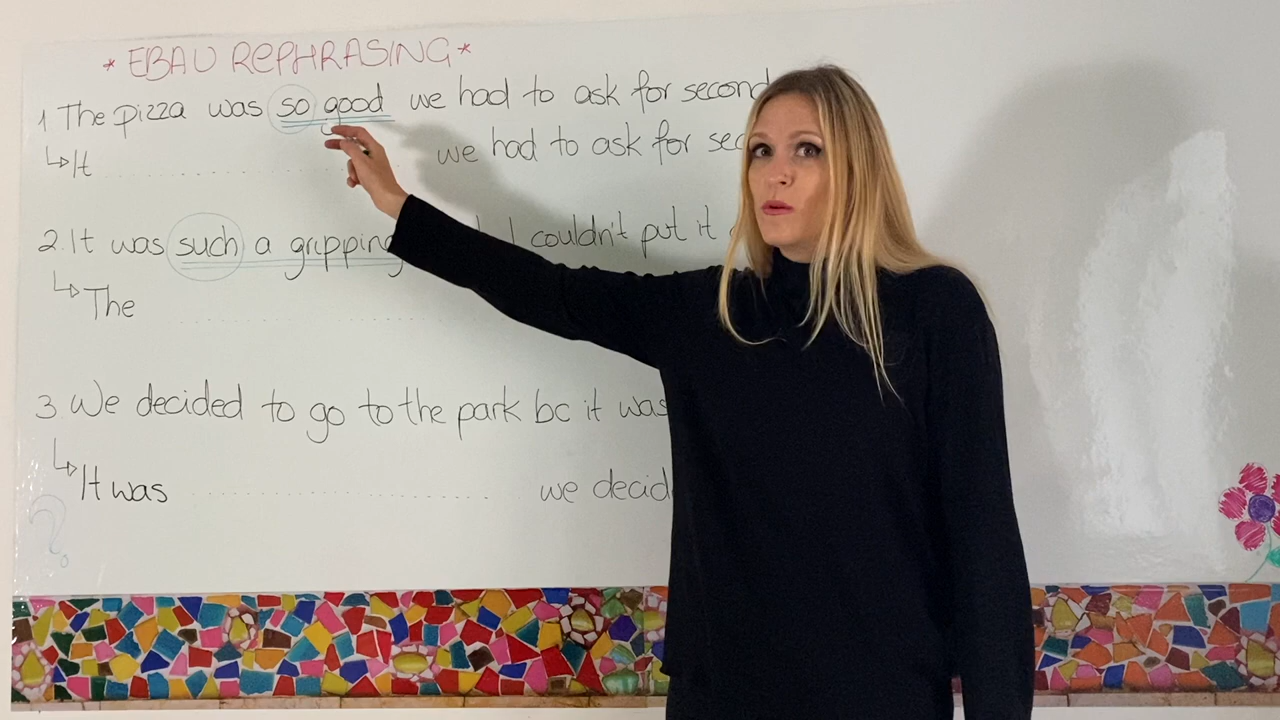 * EBAU REPHRASING *
1 The pizza was so good we had to ask for second
It .................... we had to ask for sec
2. It was such a gripping I couldn't put it
The ....................
3 We decided to go to the park bc it was
It was .................... we decid
?